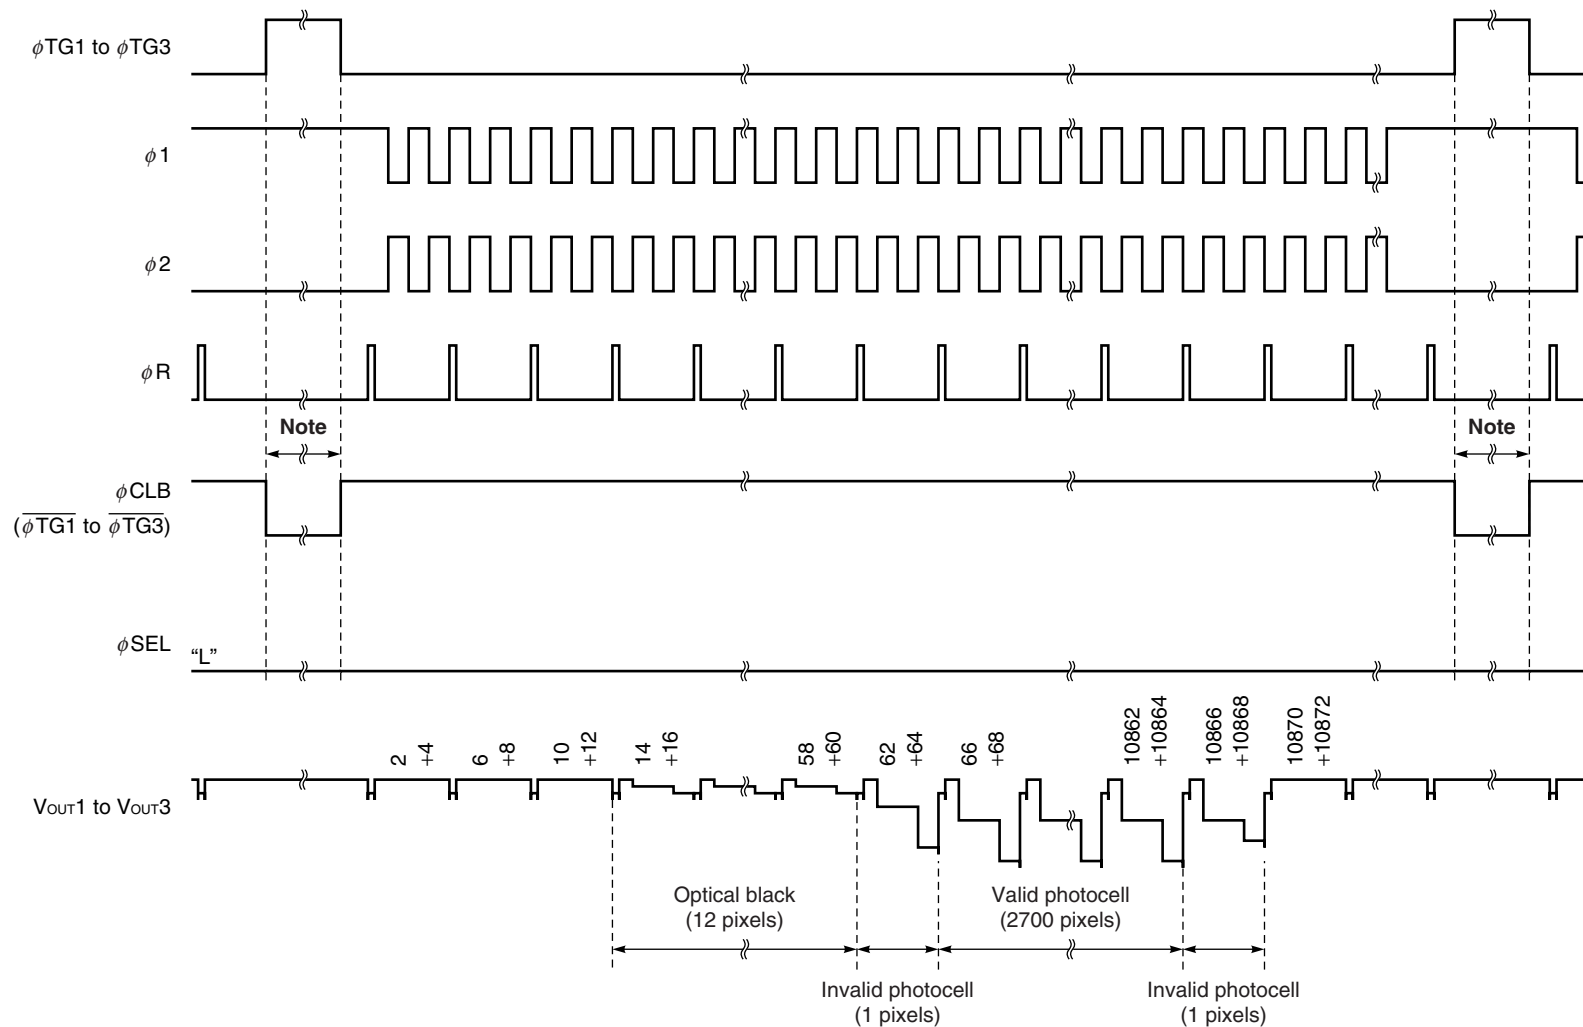 φTG1 to φTG3
φ1
φ2
φR
Note
Note
φCLB
(φTG1 to φTG3)
φSEL
“L”
2
+4
6
+8
10
+12
14
+16
58
+60
62
+64
66
+68
10862
+10864
10866
+10868
10870
+10872
VOUT1 to VOUT3
Optical black
(12 pixels)
Valid photocell
(2700 pixels)
Invalid photocell
(1 pixels)
Invalid photocell
(1 pixels)